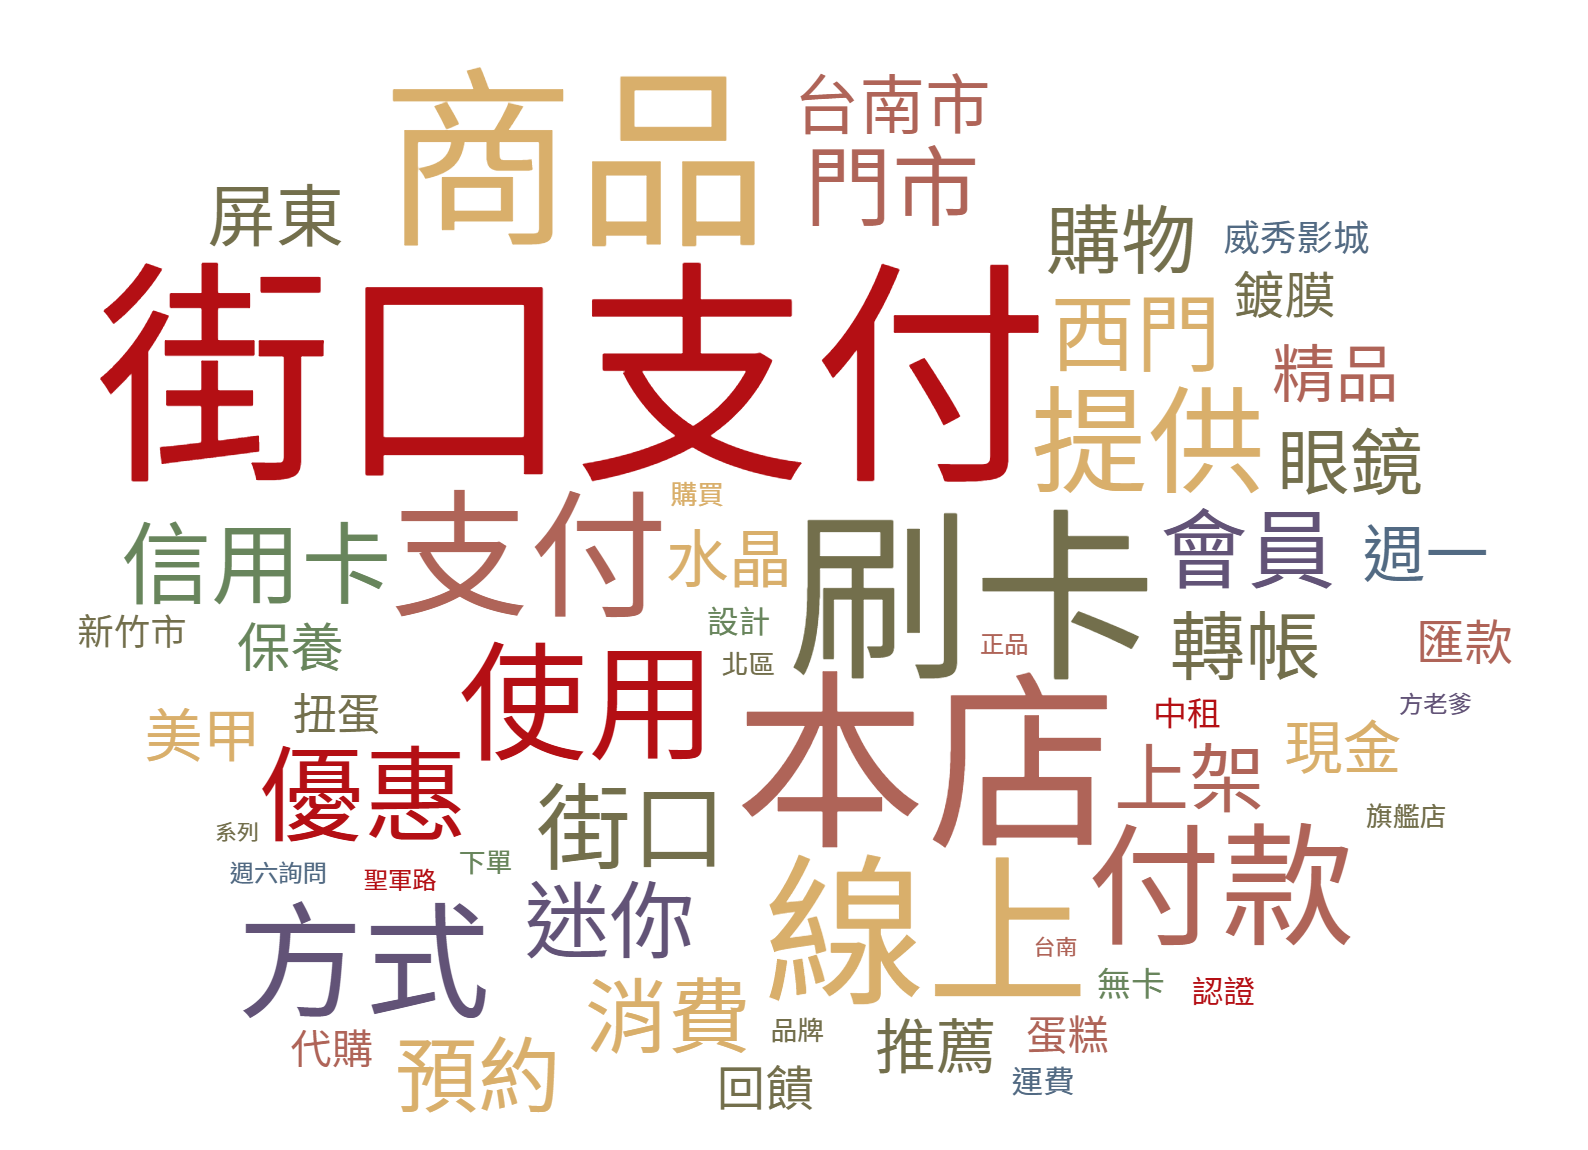 商品
台南市
門市
屏東
購物
威秀影城
街口支付
鍍膜
西門
精品
提供
眼鏡
購買
支付
信用卡
水晶
刷卡
會員
週一
新竹市
保養
設計
北區
正品
轉帳
匯款
使用
扭蛋
美甲
本店
中租
方老爹
現金
優惠
街口
上架
旗艦店
系列
下單
週六詢問
聖軍路
付款
迷你
線上
方式
台南
無卡
認證
消費
品牌
推薦
蛋糕
代購
預約
回饋
運費